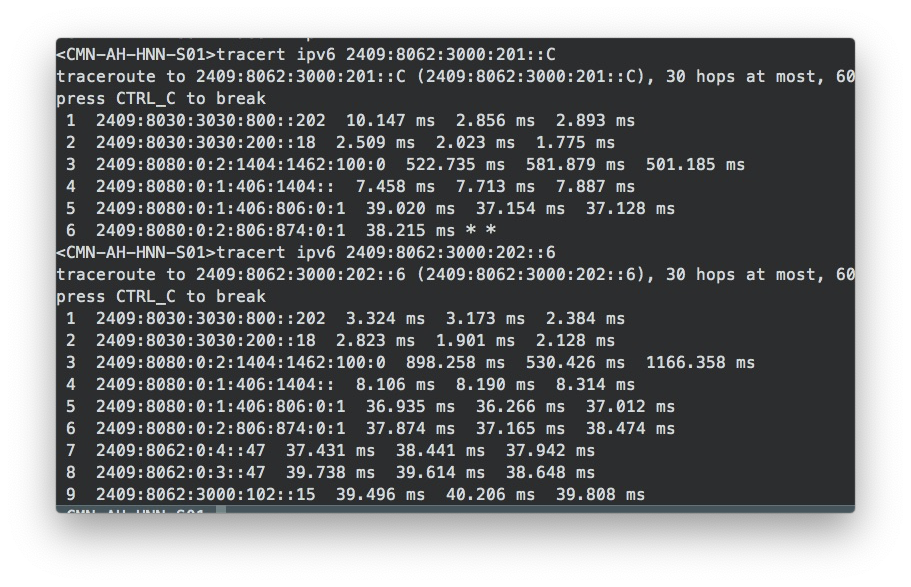 <CMN-AH-HNN-S01>tracert ipv6 2409:8062:3000:201::C
traceroute to 2409:8062:3000:201::C (2409:8062:3000:201::C), 30 hops at most, 60
press CTRL_C to break
1 2409:8030:3030:800::202 10.147 ms 2.856 ms 2.893 ms
2 2409:8030:3030:200::18 2.509 ms 2.023 ms 1.775 ms
3 2409:8080:0:2:1404:1462:100:0 522.735 ms 581.879 ms 501.185 ms
4 2409:8080:0:1:406:1404:: 7.458 ms 7.713 ms 7.887 ms
5 2409:8080:0:1:406:806:0:1 39.020 ms 37.154 ms 37.128 ms
6 2409:8080:0:2:806:874:0:1 38.215 ms * *
<CMN-AH-HNN-S01>tracert ipv6 2409:8062:3000:202::6
traceroute to 2409:8062:3000:202::6 (2409:8062:3000:202::6), 30 hops at most, 60
press CTRL_C to break
1 2409:8030:3030:800::202 3.324 ms 3.173 ms 2.384 ms
2 2409:8030:3030:200::18 2.823 ms 1.901 ms 2.128 ms
3 2409:8080:0:2:1404:1462:100:0 898.258 ms 530.426 ms 1166.358 ms
4 2409:8080:0:1:406:1404:: 8.106 ms 8.190 ms 8.314 ms
5 2409:8080:0:1:406:806:0:1 36.935 ms 36.266 ms 37.012 ms
6 2409:8080:0:2:806:874:0:1 37.874 ms 37.165 ms 38.474 ms
7 2409:8062:0:4::47 37.431 ms 38.441 ms 37.942 ms
8 2409:8062:0:3::47 39.738 ms 39.614 ms 38.648 ms
9 2409:8062:3000:102::15 39.496 ms 40.206 ms 39.808 ms